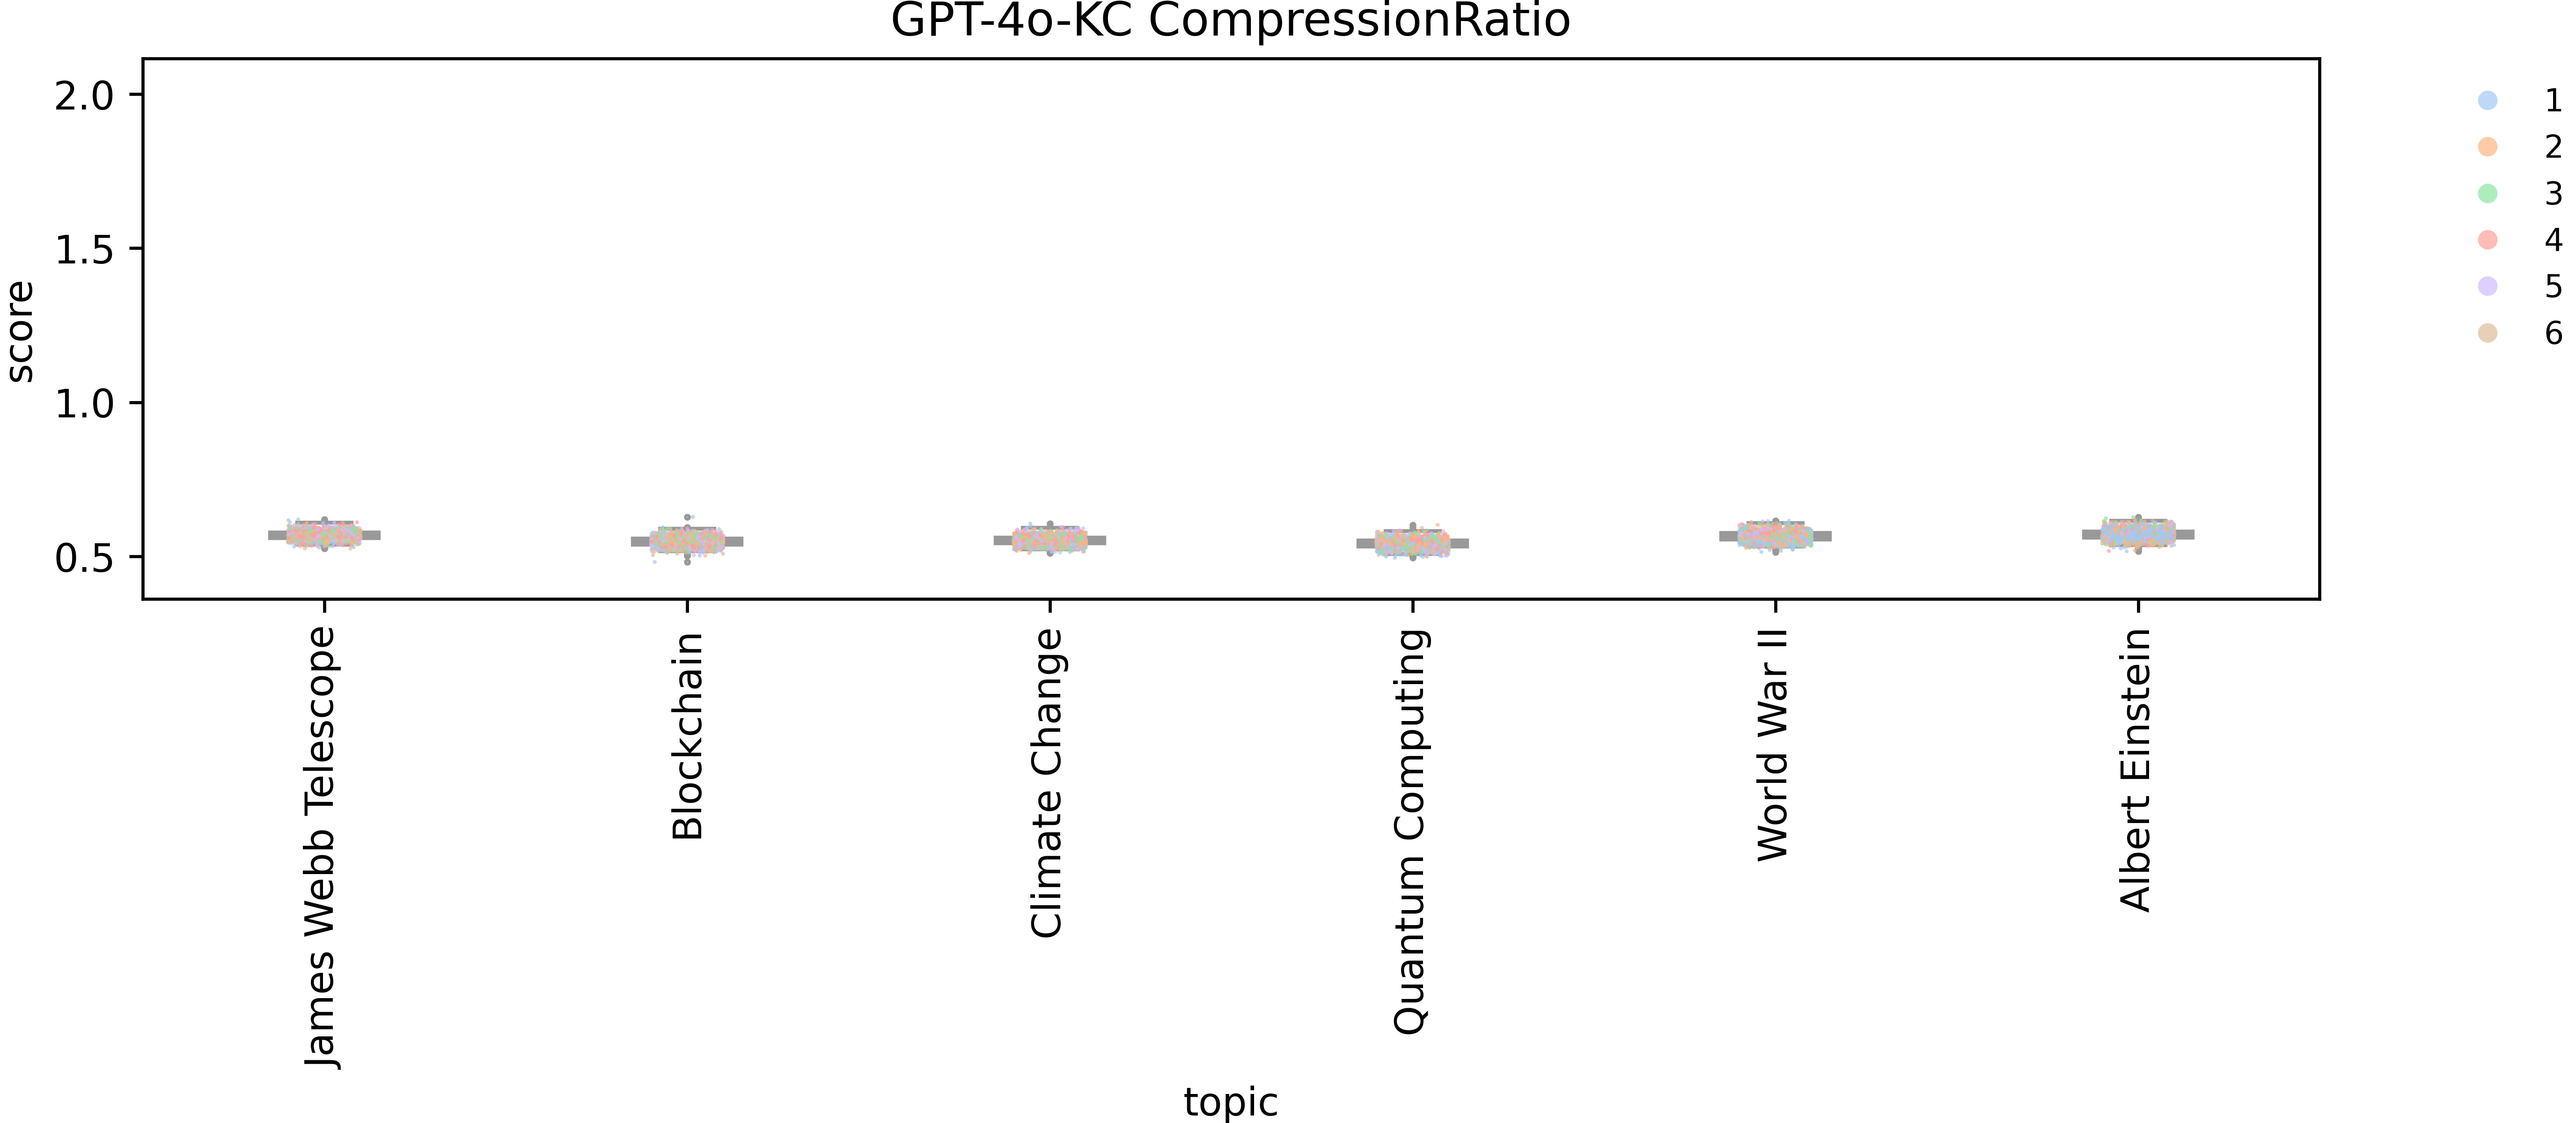 GPT-4o-KC CompressionRatio
score
2.0
1.5
1.0
0.5
James Webb Telescope
Blockchain
Climate Change
Quantum Computing
World War II
Albert Einstein
topic
1
2
3
4
5
6